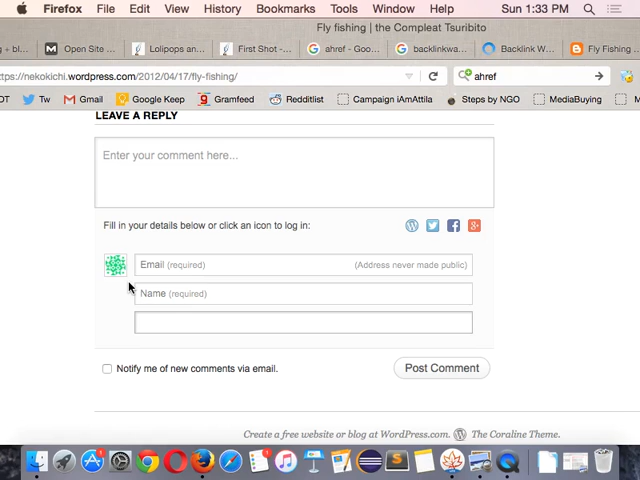 Firefox File Edit View History Bookmarks Tools Window Help Sun 1:33 PM
Fly fishing | the Compleat Tsuribito
g + bl... Open Site ... Lolipops an... First Shot -... ahref - Goo... backlinkwa... Backlink W... Fly Fishing
ttps://nekokichi.wordpress.com/2012/04/17/fly-fishing/ ahref
OT Tw Gmail Google Keep Gramfeed Redditlist Campaign iAmAttila Steps by NGO MediaBuying M
LEAVE A REPLY
Enter your comment here...
Fill in your details below or click an icon to log in:
Email (required) (Address never made public)
Name (required)
Notify me of new comments via email. Post Comment
Create a free website or blog at WordPress.com. The Coraline Theme.